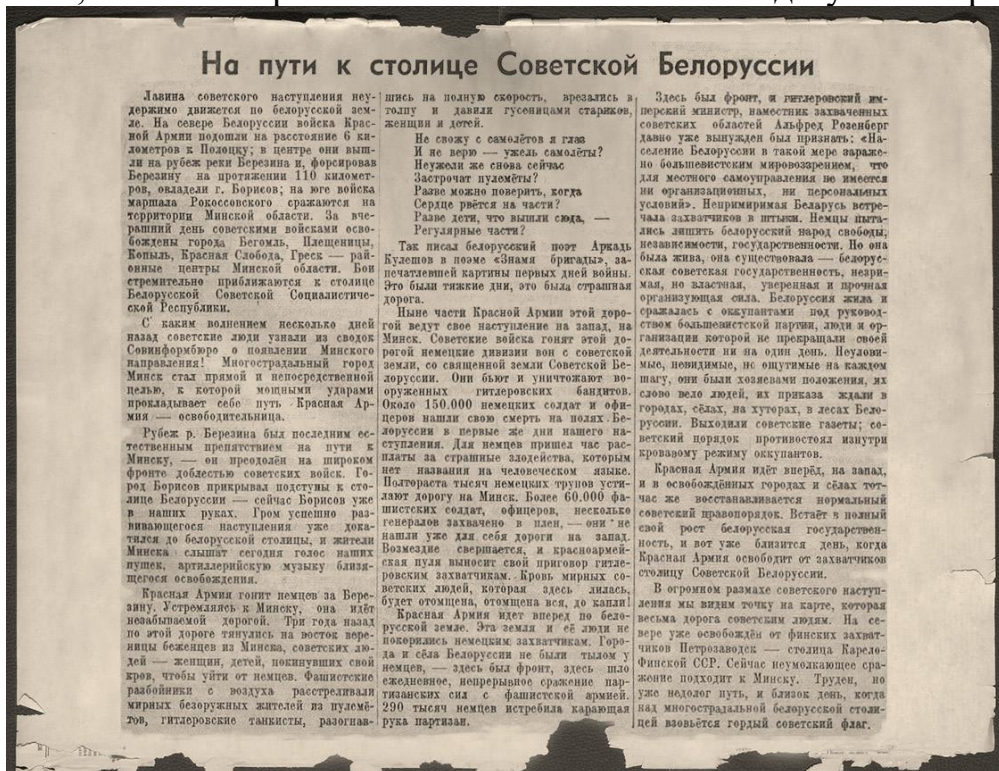 На пути к столице Советской Белоруссии
Лавина советского наступления неу-
держимо движется по белорусской зем-
ле. На севере Белоруссии войска Крас-
ной Армии подошли на расстояние 6 ки-
лометров к Полоцку; в центре они выш-
ли на рубеж реки Березина и, форсировав
Березину на протяжении 110 километ-
ров, овладели г. Борисов; на юге войска
маршала Рокоссовского сражаются на
территории Минской области. За вче-
рашний день советскими войсками осво-
бождены города Бегомль, Плещеницы,
Копыль, Красная Слобода, Греск — рай-
онные центры Минской области. Бои
стремительно приближаются к столице
Белорусской Советской Социалистиче-
ской Республики.
С каким волнением несколько дней
назад советские люди узнали из сводок
Совинформбюро о появлении Минского
направления! Многострадальный город
Минск стал прямой и непосредственной
целью, к которой мощными ударами
прокладывает себе путь Красная Ар-
мия — освободительница.
Рубеж р. Березина был последним ес-
тественным препятствием на пути к
Минску, — он преодолён на широком
фронте доблестью советских войск. Го-
род Борисов прикрывал подступы к сто-
лице Белоруссии — сейчас Борисов уже
в наших руках. Гром успешно раз-
вивающегося наступления уже дока-
тился до белорусской столицы, и жители
Минска слышат сегодня голос наших
пушек, артиллерийскую музыку близя-
щегося освобождения.
Красная Армия гонит немцев за Бере-
зину. Устремляясь к Минску, она идёт
незабываемой дорогой. Три года назад
по этой дороге тянулись на восток вере-
ницы беженцев из Минска, советских лю-
дей — женщин, детей, покинувших свой
кров, чтобы уйти от немцев. Фашистские
разбойники с воздуха расстреливали
мирных безоружных жителей из пулемё-
тов, гитлеровские танкисты, разогнав-
шись на полную скорость, врезались в
толпу и давили гусеницами стариков,
женщин и детей.
Не свожу с самолётов я глаз
И не верю — ужель самолёты?
Неужели же снова сейчас
Застрочат пулемёты?
Разве можно поверить, когда
Сердце рвётся на части?
Разве дети, что вышли сюда, —
Регулярные части?
Так писал белорусский поэт Аркадь
Кулешов в поэме «Знамя бригады», за-
печатлевшей картины первых дней войны.
Это были тяжкие дни, это была страшная
дорога.
Ныне части Красной Армии этой доро-
гой ведут свое наступление на запад, на
Минск. Советские войска гонят этой до-
рогой немецкие дивизии вон с советской
земли, со священной земли Советской Бе-
лоруссии. Они бьют и уничтожают во-
оруженных гитлеровских бандитов.
Около 150.000 немецких солдат и офи-
церов нашли свою смерть на полях Бе-
лоруссии в первые же дни нашего на-
ступления. Для немцев пришел час рас-
платы за страшные злодейства, которым
нет названия на человеческом языке.
Полтораста тысяч немецких трупов усти-
лают дорогу на Минск. Более 60.000 фа-
шистских солдат, офицеров, несколько
генералов захвачено в плен, — они не
нашли уже для себя дороги на запад.
Возмездие свершается, и красноармей-
ская пуля выносит свой приговор гитле-
ровским захватчикам. Кровь мирных со-
ветских людей, которая здесь лилась,
будет отомщена, отомщена вся, до капли!
Красная Армия идет вперед по бело-
русской земле. Эта земля и её люди не
покорились немецким захватчикам. Горо-
да и сёла Белоруссии не были тылом у
немцев, — здесь был фронт, здесь шло
ежедневное, непрерывное сражение пар-
тизанских сил с фашистской армией.
290 тысяч немцев истребила карающая
рука партизан.
Здесь был фронт, и гитлеровский им-
перский министр, наместник захваченных
советских областей Альфред Розенберг
давно уже вынужден был признать: «На-
селение Белоруссии в такой мере зараже-
но большевистским мировоззрением, что
для местного самоуправления не имеется
ни организационных, ни персональных
условий». Непримиримая Беларусь встре-
чала захватчиков в штыки. Немцы пыта-
лись лишить белорусский народ свободы,
независимости, государственности. Но она
была жива, она существовала — белорус-
ская советская государственность, незри-
мая, но властная, уверенная и прочная
организующая сила. Белоруссия жила и
сражалась с оккупантами под руковод-
ством большевистской партии, люди и ор-
ганизации которой не прекращали своей
деятельности ни на один день. Неулови-
мые, невидимые, но ощутимые на каждом
шагу, они были хозяевами положения, их
слово вело людей, их приказа ждали в
городах, сёлах, на хуторах, в лесах Бело-
руссии. Выходили советские газеты; со-
ветский порядок противостоял изнутри
кровавому режиму оккупантов.
Красная Армия идёт вперёд, на запад,
и в освобождённых городах и сёлах тот-
час же восстанавливается нормальный
советский правопорядок. Встаёт в полный
свой рост белорусская государствен-
ность, и вот уже близится день, когда
Красная Армия освободит от захватчиков
столицу Советской Белоруссии.
В огромном размахе советского наступ-
ления мы видим точку на карте, которая
весьма дорога советским людям. На се-
вере уже освобождён от финских захват-
чиков Петрозаводск — столица Карело-
Финской ССР. Сейчас неумолкающее сра-
жение подходит к Минску. Труден, но
уже недолог путь, и близок день, когда
над многострадальной белорусской столи-
цей взовьётся гордый советский флаг.